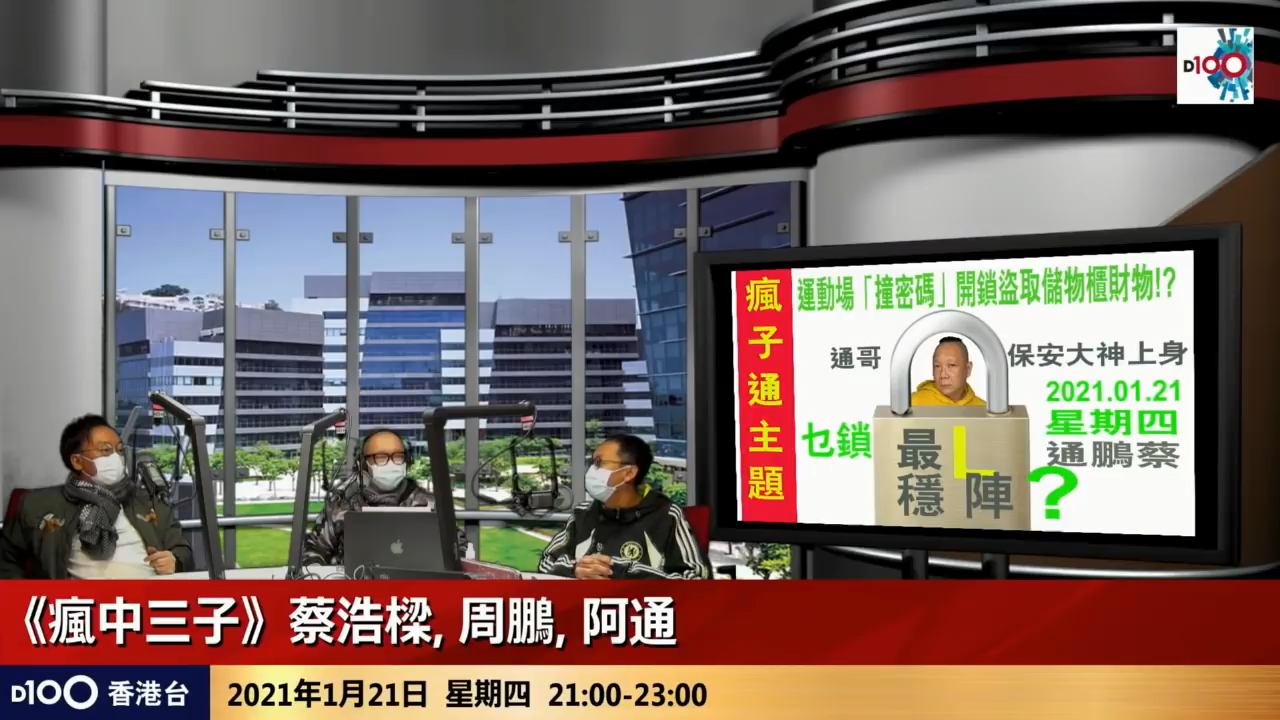 D100
瘋子通主題
運動場「撞密碼」開鎖盜取儲物櫃財物!?
通哥
保安大神上身
2021.01.21
星期四
通鵬蔡
乜鎖
最L
穩陣
?
《瘋中三子》蔡浩樑, 周鵬, 阿通
D100 香港台
2021年1月21日 星期四 21:00-23:00